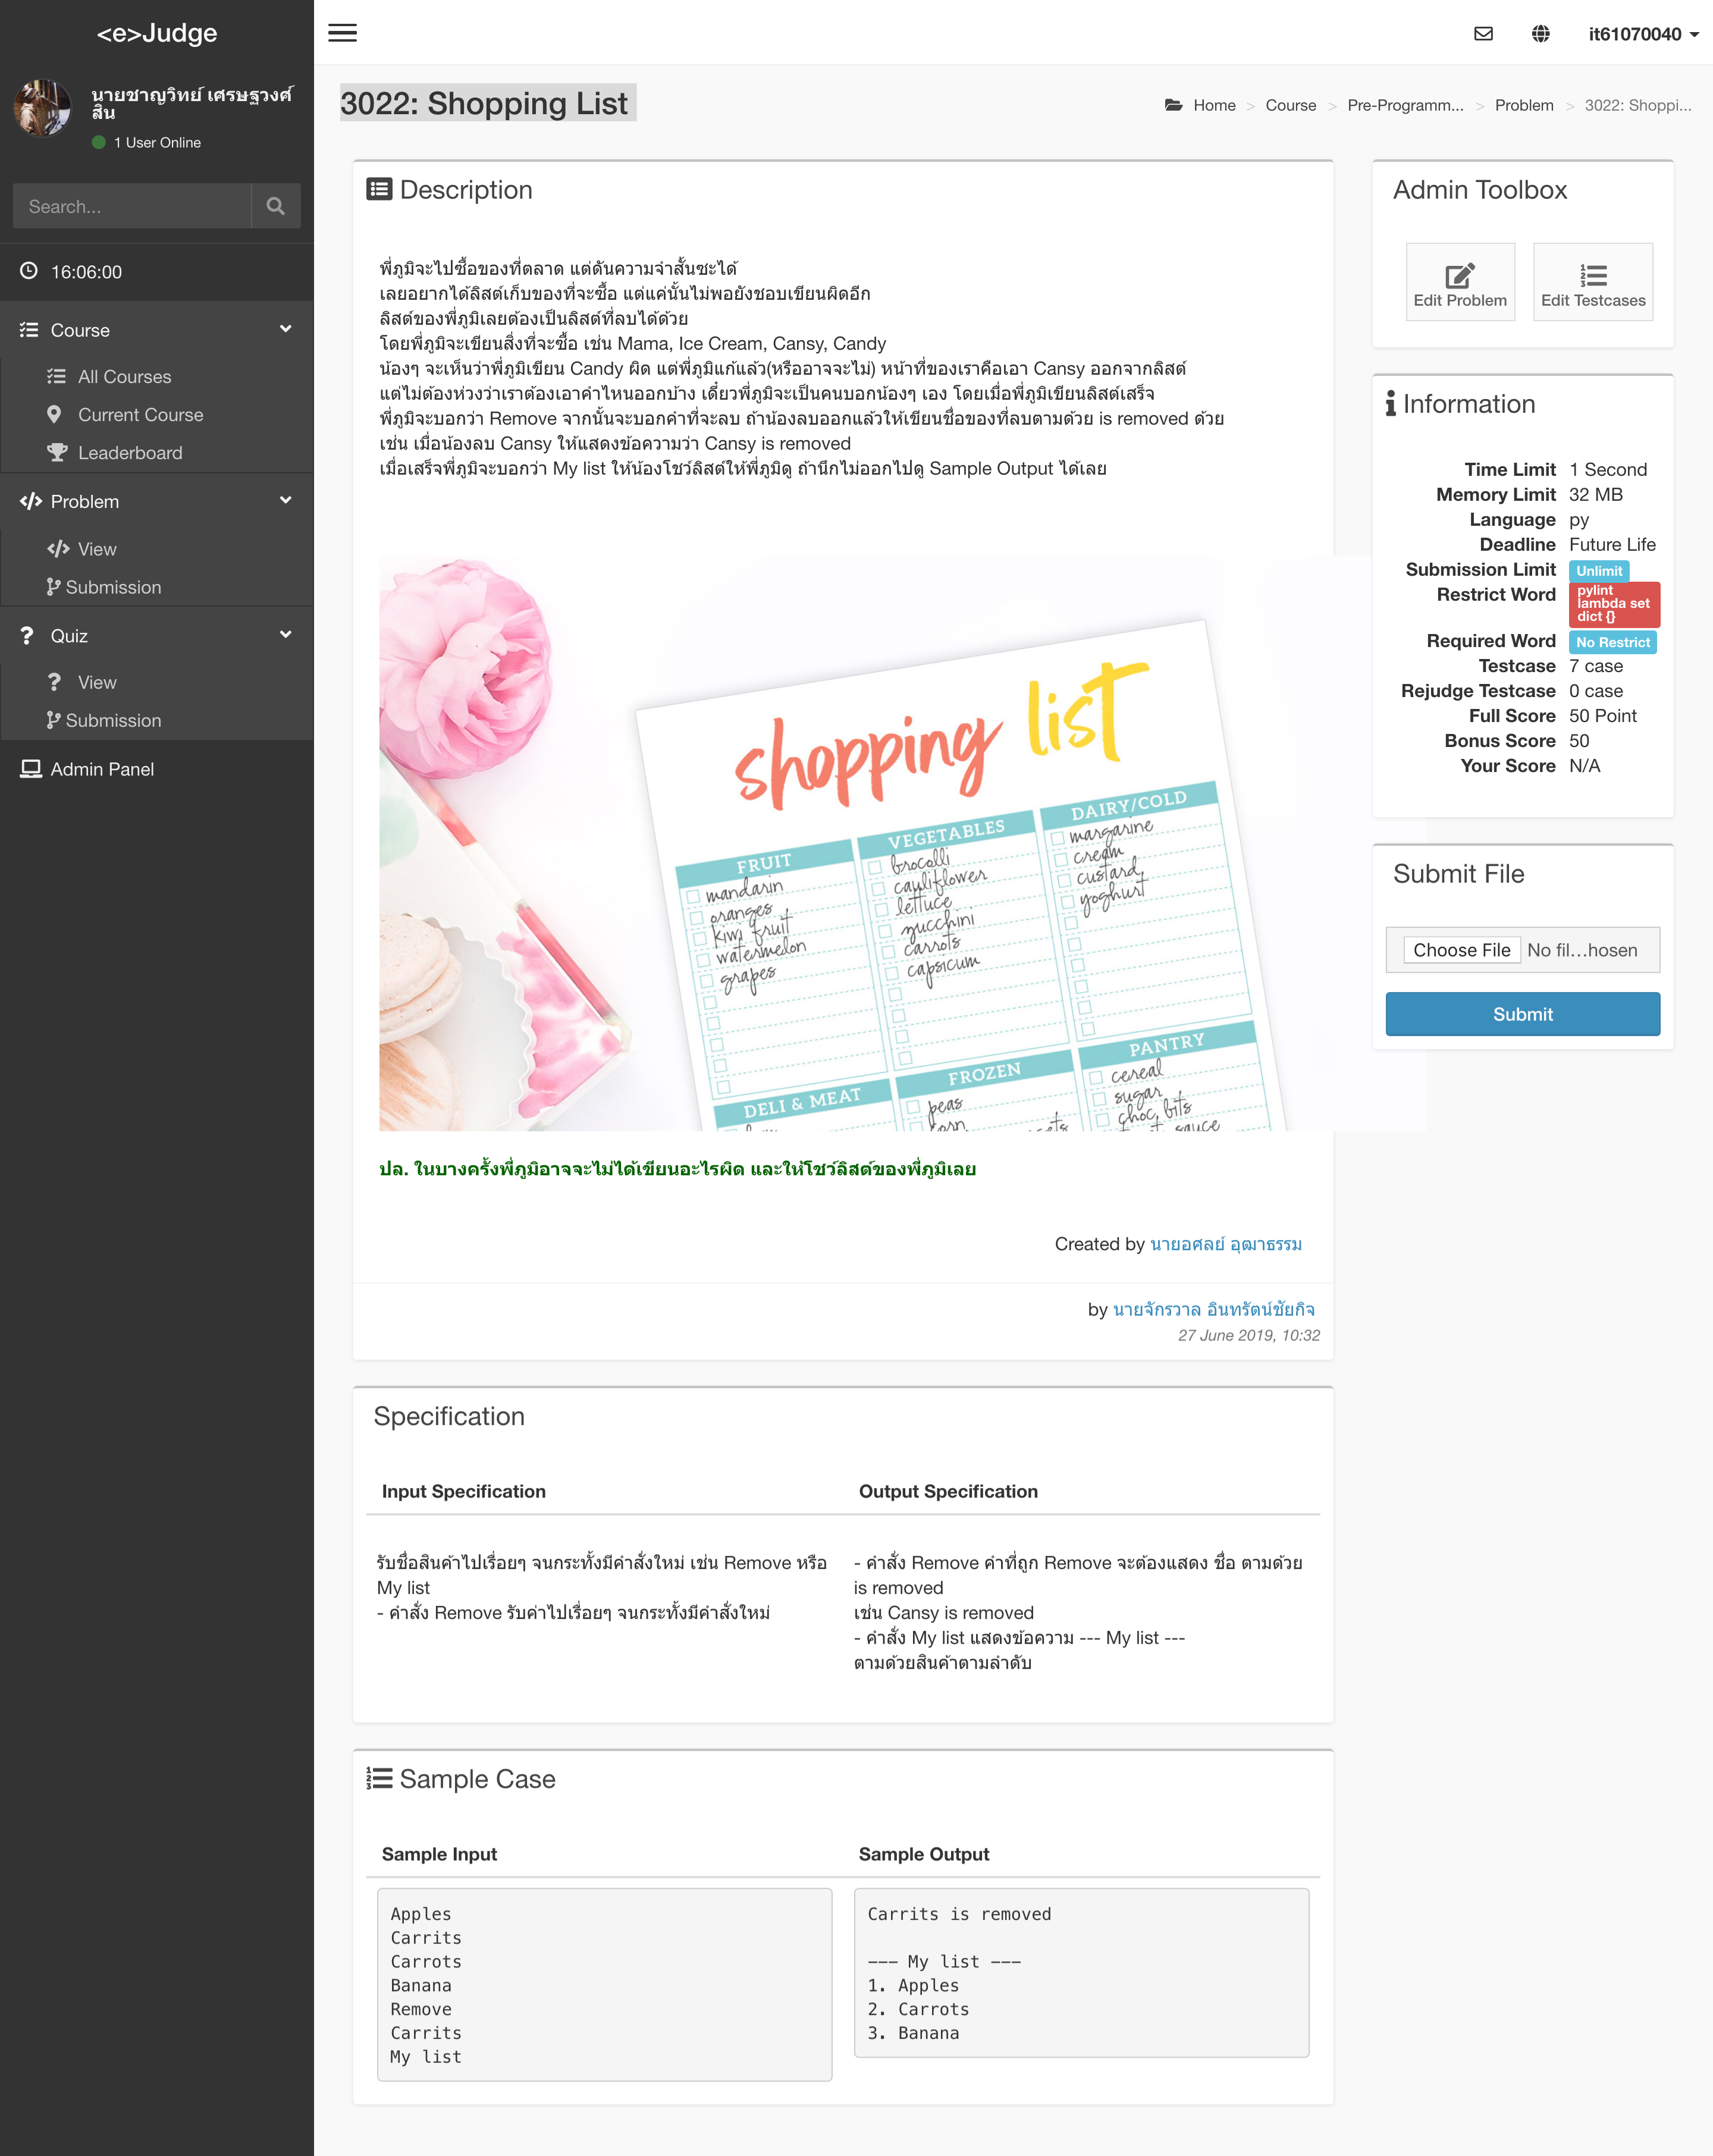 <e>Judge
นายชาญวิทย์ เศรษฐวงศ์
สิน
1 User Online
Search...
16:06:00
Course
All Courses
Current Course
Leaderboard
Problem
View
Submission
Quiz
View
Submission
Admin Panel
it61070040
3022: Shopping List
Home > Course > Pre-Programm... > Problem > 3022: Shoppi...
Description
พี่ภูมิจะไปซื้อของที่ตลาด แต่ดันความจำสั้นซะได้
เลยอยากได้ลิสต์เก็บของที่จะซื้อ แต่แค่นั้นไม่พอยังชอบเขียนผิดอีก
ลิสต์ของพี่ภูมิเลยต้องเป็นลิสต์ที่ลบได้ด้วย
โดยพี่ภูมิจะเขียนสิ่งที่จะซื้อ เช่น Mama, Ice Cream, Cansy, Candy
น้องๆ จะเห็นว่าพี่ภูมิเขียน Candy ผิด แต่พี่ภูมิแก้แล้ว(หรืออาจจะไม่) หน้าที่ของเราคือเอา Cansy ออกจากลิสต์
แต่ไม่ต้องห่วงว่าเราต้องเอาคำไหนออกบ้าง เดี๋ยวพี่ภูมิจะเป็นคนบอกน้องๆ เอง โดยเมื่อพี่ภูมิเขียนลิสต์เสร็จ
พี่ภูมิจะบอกว่า Remove จากนั้นจะบอกคำที่จะลบ ถ้าน้องลบออกแล้วให้เขียนชื่อของที่ลบตามด้วย is removed ด้วย
เช่น เมื่อน้องลบ Cansy ให้แสดงข้อความว่า Cansy is removed
เมื่อเสร็จพี่ภูมิจะบอกว่า My list ให้น้องโชว์ลิสต์ให้พี่ภูมิดู ถ้านึกไม่ออกไปดู Sample Output ได้เลย
shopping list
FRUIT
mandarin
oranges
kiwi fruit
watermelon
grapes
VEGETABLES
brocolli
cauliflower
lettuce
zucchini
carrots
capsicum
DAIRY/COLD
margarine
cream
custard
yoghurt
DELI & MEAT
FROZEN
peas
corn
PANTRY
cereal
sugar
choc bits
sauce
ปล. ในบางครั้งพี่ภูมิอาจจะไม่ได้เขียนอะไรผิด และให้โชว์ลิสต์ของพี่ภูมิเลย
Created by นายอศลย์ อุฒาธรรม
by นายจักรวาล อินทรัตน์ชัยกิจ
27 June 2019, 10:32
Specification
Input Specification
รับชื่อสินค้าไปเรื่อยๆ จนกระทั้งมีคำสั่งใหม่ เช่น Remove หรือ
My list
- คำสั่ง Remove รับค่าไปเรื่อยๆ จนกระทั้งมีคำสั่งใหม่
Output Specification
- คำสั่ง Remove คำที่ถูก Remove จะต้องแสดง ชื่อ ตามด้วย
is removed
เช่น Cansy is removed
- คำสั่ง My list แสดงข้อความ --- My list ---
ตามด้วยสินค้าตามลำดับ
Sample Case
Sample Input
Apples
Carrits
Carrots
Banana
Remove
Carrits
My list
Sample Output
Carrits is removed
--- My list ---
1. Apples
2. Carrots
3. Banana
Admin Toolbox
Edit Problem
Edit Testcases
Information
Time Limit 1 Second
Memory Limit 32 MB
Language py
Deadline Future Life
Submission Limit Unlimit
Restrict Word pylint
lambda set
dict {}
Required Word No Restrict
Testcase 7 case
Rejudge Testcase 0 case
Full Score 50 Point
Bonus Score 50
Your Score N/A
Submit File
Choose File No fil...hosen
Submit